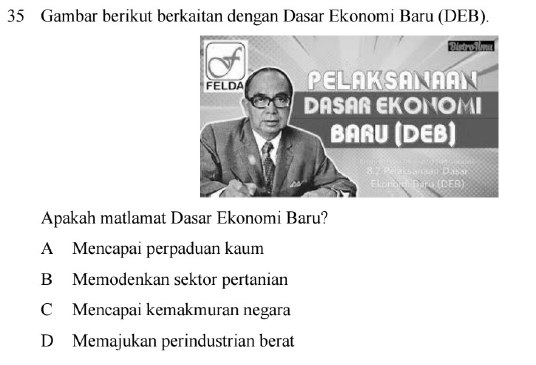 35 Gambar berikut berkaitan dengan Dasar Ekonomi Baru (DEB).
BistroIlmu
FELDA
PELAKSANAAN
DASAR EKONOMI
BARU (DEB)
8.2 Pelaksanaan Dasar
Ekonomi Baru (DEB)
Apakah matlamat Dasar Ekonomi Baru?
A Mencapai perpaduan kaum
B Memodenkan sektor pertanian
C Mencapai kemakmuran negara
D Memajukan perindustrian berat